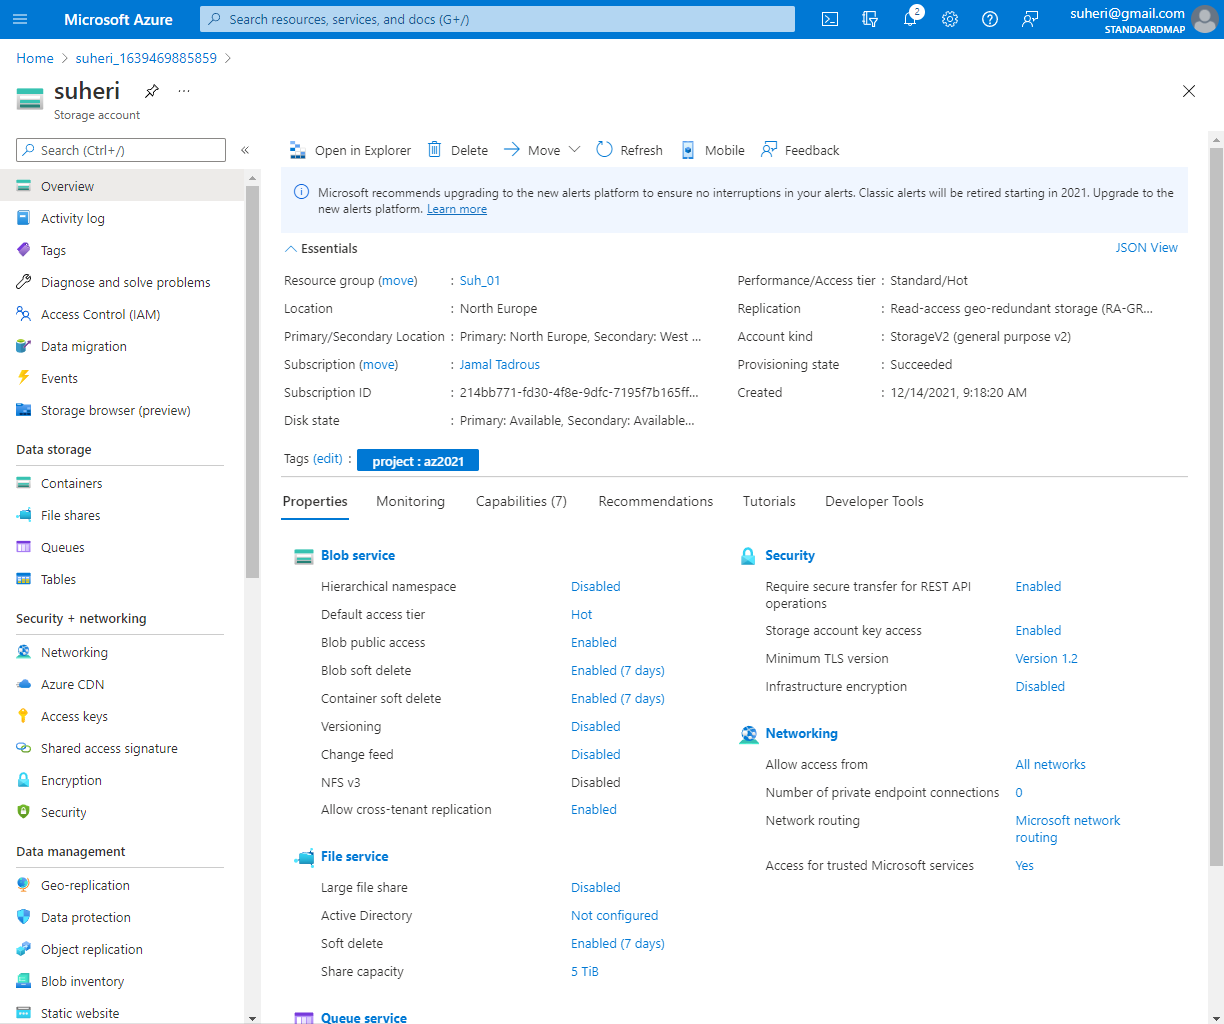 Microsoft Azure
Search resources, services, and docs (G+/)
2
suheri@gmail.com
STANDAARDMAP
Home > suheri_1639469885859 >
suheri ...
Storage account
Search (Ctrl+/) «
Overview
Activity log
Tags
Diagnose and solve problems
Access Control (IAM)
Data migration
Events
Storage browser (preview)
Data storage
Containers
File shares
Queues
Tables
Security + networking
Networking
Azure CDN
Access keys
Shared access signature
Encryption
Security
Data management
Geo-replication
Data protection
Object replication
Blob inventory
Static website
Open in Explorer Delete Move Refresh Mobile Feedback
Microsoft recommends upgrading to the new alerts platform to ensure no interruptions in your alerts. Classic alerts will be retired starting in 2021. Upgrade to the
new alerts platform. Learn more
Essentials JSON View
Resource group (move) : Suh_01
Location : North Europe
Primary/Secondary Location : Primary: North Europe, Secondary: West ...
Subscription (move) : Jamal Tadrous
Subscription ID : 214bb771-fd30-4f8e-9dfc-7195f7b165ff...
Disk state : Primary: Available, Secondary: Available...
Performance/Access tier : Standard/Hot
Replication : Read-access geo-redundant storage (RA-GR...
Account kind : StorageV2 (general purpose v2)
Provisioning state : Succeeded
Created : 12/14/2021, 9:18:20 AM
Tags (edit) : project : az2021
Properties Monitoring Capabilities (7) Recommendations Tutorials Developer Tools
Blob service
Hierarchical namespace Disabled
Default access tier Hot
Blob public access Enabled
Blob soft delete Enabled (7 days)
Container soft delete Enabled (7 days)
Versioning Disabled
Change feed Disabled
NFS v3 Disabled
Allow cross-tenant replication Enabled
File service
Large file share Disabled
Active Directory Not configured
Soft delete Enabled (7 days)
Share capacity 5 TiB
Queue service
Security
Require secure transfer for REST API Enabled
operations
Storage account key access Enabled
Minimum TLS version Version 1.2
Infrastructure encryption Disabled
Networking
Allow access from All networks
Number of private endpoint connections 0
Network routing Microsoft network
routing
Access for trusted Microsoft services Yes